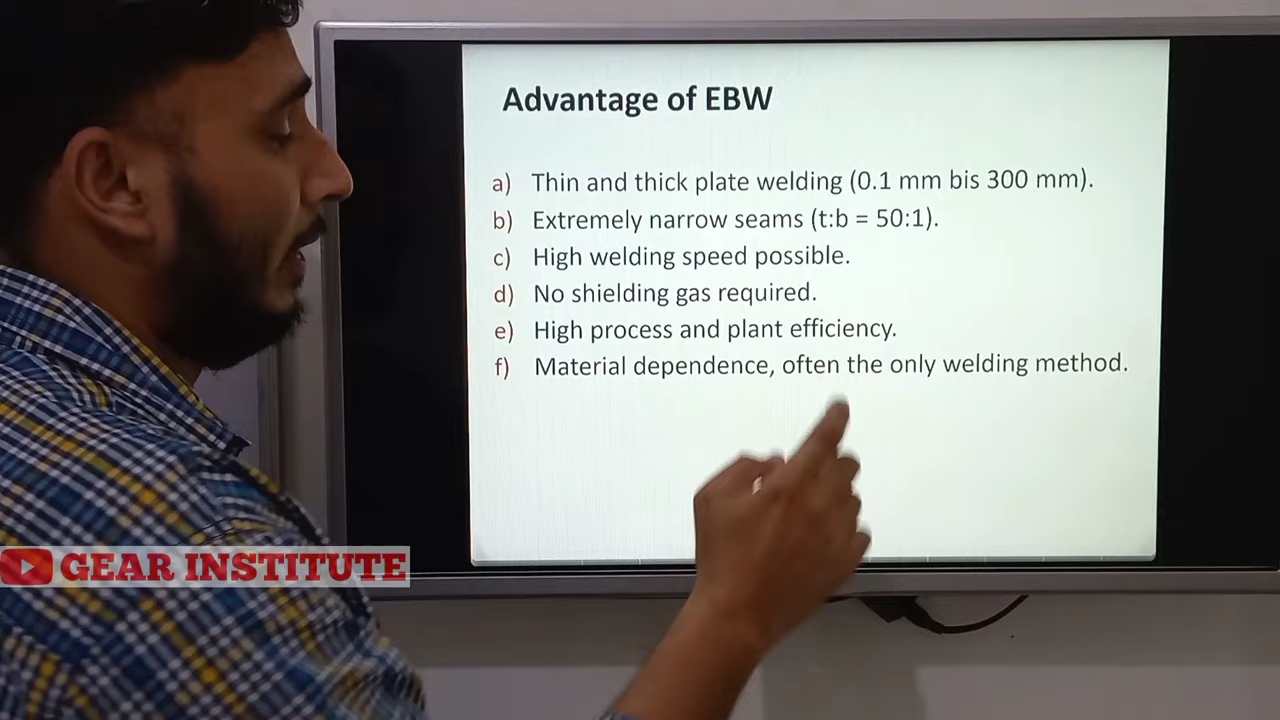 Advantage of EBW
a) Thin and thick plate welding (0.1 mm bis 300 mm).
b) Extremely narrow seams (t:b = 50:1).
c) High welding speed possible.
d) No shielding gas required.
e) High process and plant efficiency.
f) Material dependence, often the only welding method.
GEAR INSTITUTE